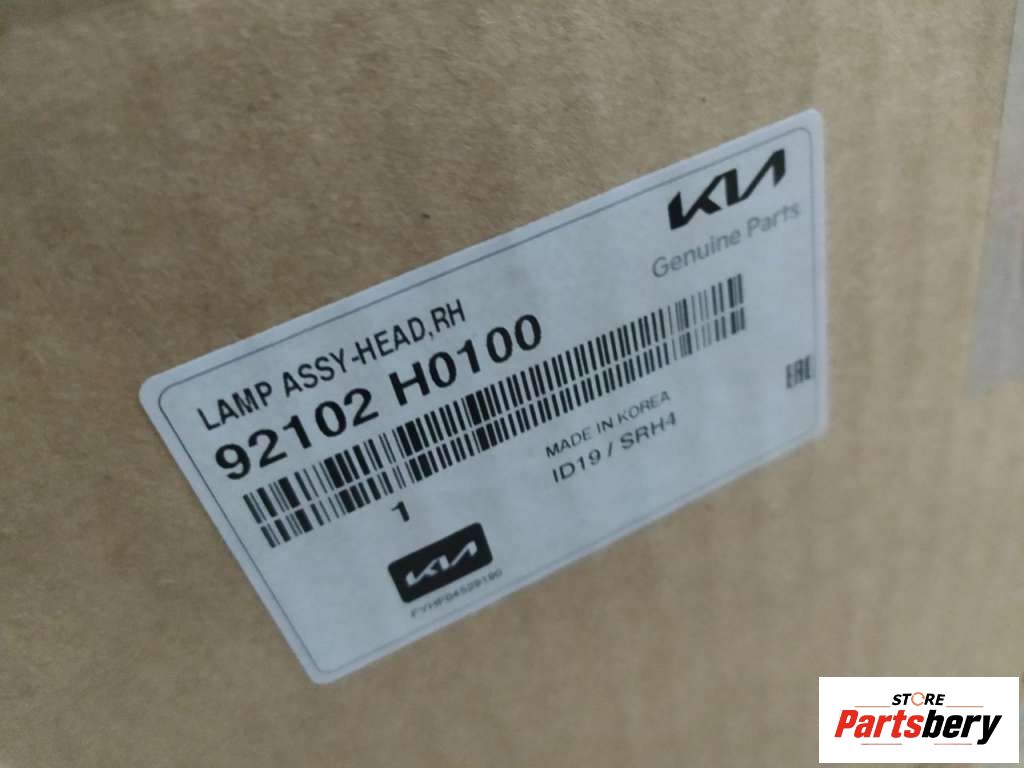 KIA
Genuine Parts
LAMP ASSY-HEAD,RH
92102 H0100
MADE IN KOREA
1
ID19 / SRH4
KIA
EAC
STORE
Partsbery